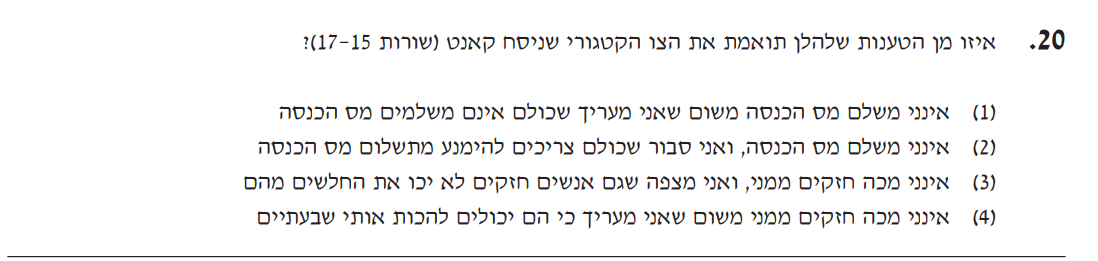 20. איזו מן הטענות שלהלן תואמת את הצו הקטגורי שניסח קאנט (שורות 15–17)?
(1) אינני משלם מס הכנסה משום שאני מעריך שכולם אינם משלמים מס הכנסה
(2) אינני משלם מס הכנסה, ואני סבור שכולם צריכים להימנע מתשלום מס הכנסה
(3) אינני מכה חזקים ממני, ואני מצפה שגם אנשים חזקים לא יכו את החלשים מהם
(4) אינני מכה חזקים ממני משום שאני מעריך כי הם יכולים להכות אותי שבעתיים